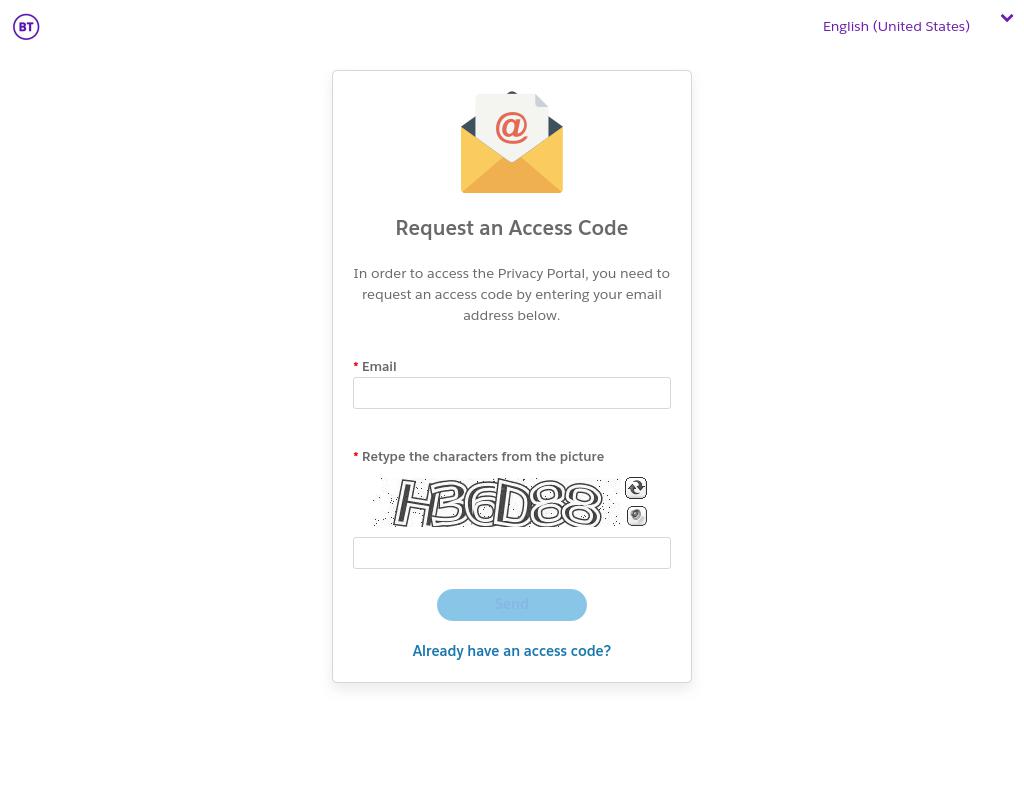 BT
English (United States)
@
Request an Access Code
In order to access the Privacy Portal, you need to
request an access code by entering your email
address below.
* Email
* Retype the characters from the picture
H36D88
Send
Already have an access code?